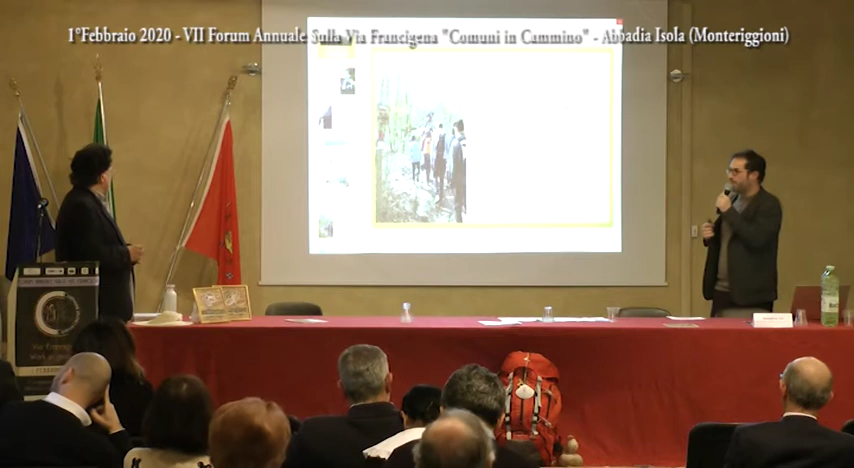 1°Febbraio 2020 - VII Forum Annuale Sulla Via Francigena "Comuni in Cammino" - Abbadia Isola (Monteriggioni)